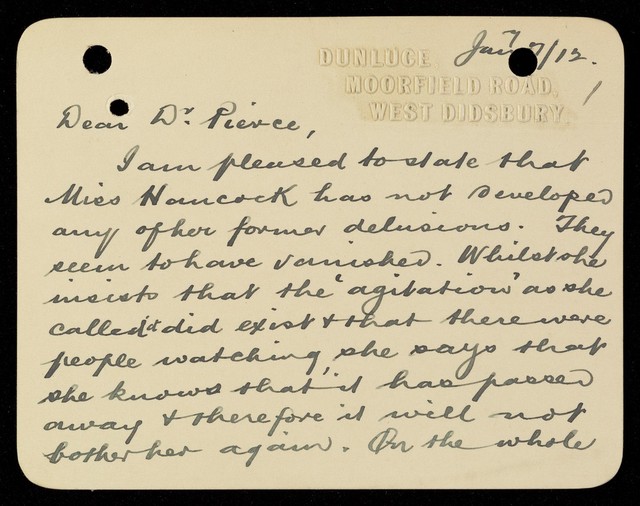 DUNLUCE
MOORFIELD ROAD,
WEST DIDSBURY.
Jany 7/12.
Dear Dr. Pierce,
I am pleased to state that
Miss Hancock has not developed
any of her former delusions. They
seem to have vanished. Whilst she
insists that the "agitation" as she
called it did exist & that there were
people watching, she says that
she knows that it has passed
away & therefore it will not
bother her again. On the whole